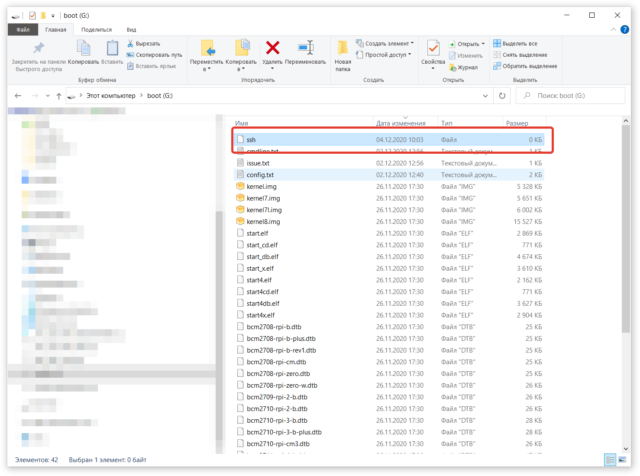 boot (G:)
Файл Главная Поделиться Вид
Закрепить на панели быстрого доступа
Копировать
Вставить
Вырезать
Скопировать путь
Вставить ярлык
Буфер обмена
Переместить в
Копировать в
Удалить
Переименовать
Упорядочить
Новая папка
Создать элемент
Простой доступ
Создать
Свойства
Открыть
Изменить
Журнал
Открыть
Выделить все
Снять выделение
Обратить выделение
Выделить
Этот компьютер > boot (G:)
Поиск: boot (G:)
Имя Дата изменения Тип Размер
ssh 04.12.2020 10:03 Файл 0 КБ
cmdline.txt 02.12.2020 Текстовый докум... 1 КБ
issue.txt 02.12.2020 12:56 Текстовый докум... 1 КБ
config.txt 02.12.2020 12:40 Текстовый докум... 2 КБ
kernel.img 26.11.2020 17:30 Файл "IMG" 5 328 КБ
kernel7.img 26.11.2020 17:30 Файл "IMG" 5 651 КБ
kernel7l.img 26.11.2020 17:30 Файл "IMG" 6 002 КБ
kernel8.img 26.11.2020 17:30 Файл "IMG" 15 527 КБ
start.elf 26.11.2020 17:30 Файл "ELF" 2 869 КБ
start_cd.elf 26.11.2020 17:30 Файл "ELF" 771 КБ
start_db.elf 26.11.2020 17:30 Файл "ELF" 4 674 КБ
start_x.elf 26.11.2020 17:30 Файл "ELF" 3 610 КБ
start4.elf 26.11.2020 17:30 Файл "ELF" 2 162 КБ
start4cd.elf 26.11.2020 17:30 Файл "ELF" 771 КБ
start4db.elf 26.11.2020 17:30 Файл "ELF" 3 627 КБ
start4x.elf 26.11.2020 17:30 Файл "ELF" 2 904 КБ
bcm2708-rpi-b.dtb 26.11.2020 17:30 Файл "DTB" 25 КБ
bcm2708-rpi-b-plus.dtb 26.11.2020 17:30 Файл "DTB" 25 КБ
bcm2708-rpi-b-rev1.dtb 26.11.2020 17:30 Файл "DTB" 25 КБ
bcm2708-rpi-cm.dtb 26.11.2020 17:30 Файл "DTB" 25 КБ
bcm2708-rpi-zero.dtb 26.11.2020 17:30 Файл "DTB" 25 КБ
bcm2708-rpi-zero-w.dtb 26.11.2020 17:30 Файл "DTB" 26 КБ
bcm2709-rpi-2-b.dtb 26.11.2020 17:30 Файл "DTB" 26 КБ
bcm2710-rpi-2-b.dtb 26.11.2020 17:30 Файл "DTB" 26 КБ
bcm2710-rpi-3-b.dtb 26.11.2020 17:30 Файл "DTB" 28 КБ
bcm2710-rpi-3-b-plus.dtb 26.11.2020 17:30 Файл "DTB" 28 КБ
bcm2710-rpi-cm3.dtb 26.11.2020 17:30 Файл "DTB" 26 КБ
Элементов: 42 Выбран 1 элемент: 0 байт